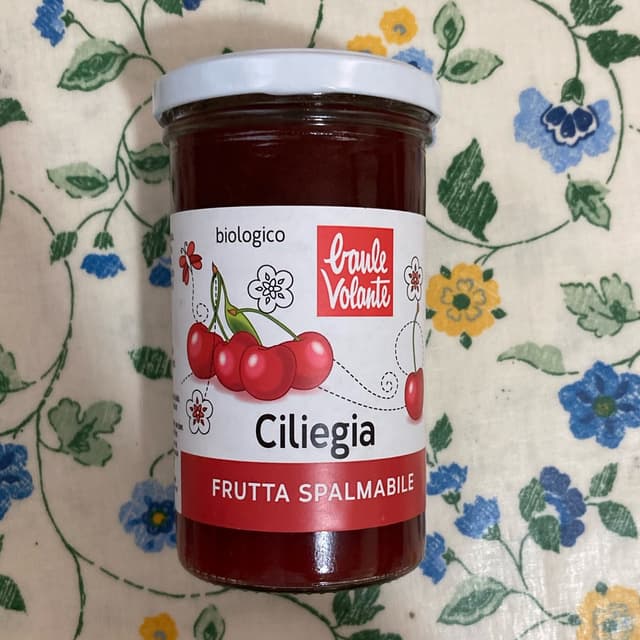 biologico
baule
Volante
Ciliegia
FRUTTA SPALMABILE